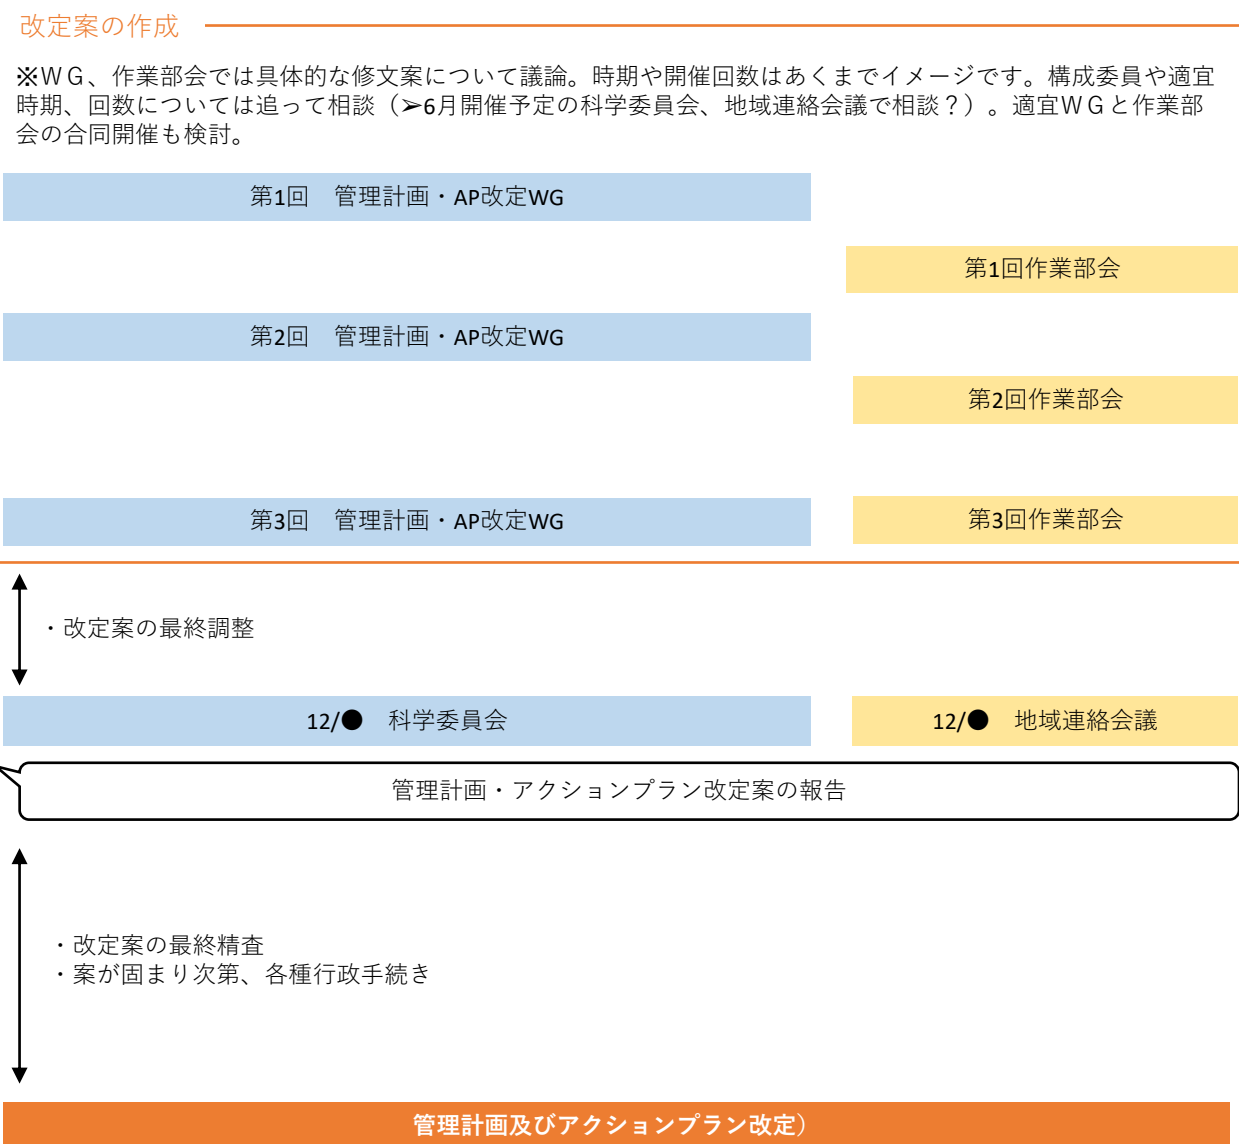 改定案の作成
※ＷＧ、作業部会では具体的な修文案について議論。時期や開催回数はあくまでイメージです。構成委員や適宜
時期、回数については追って相談（➢6月開催予定の科学委員会、地域連絡会議で相談？）。適宜ＷＧと作業部
会の合同開催も検討。
第1回　管理計画・AP改定WG
第1回作業部会
第2回　管理計画・AP改定WG
第2回作業部会
第3回　管理計画・AP改定WG
第3回作業部会
・改定案の最終調整
12/●　科学委員会
12/●　地域連絡会議
管理計画・アクションプラン改定案の報告
・改定案の最終精査
・案が固まり次第、各種行政手続き
管理計画及びアクションプラン改定）